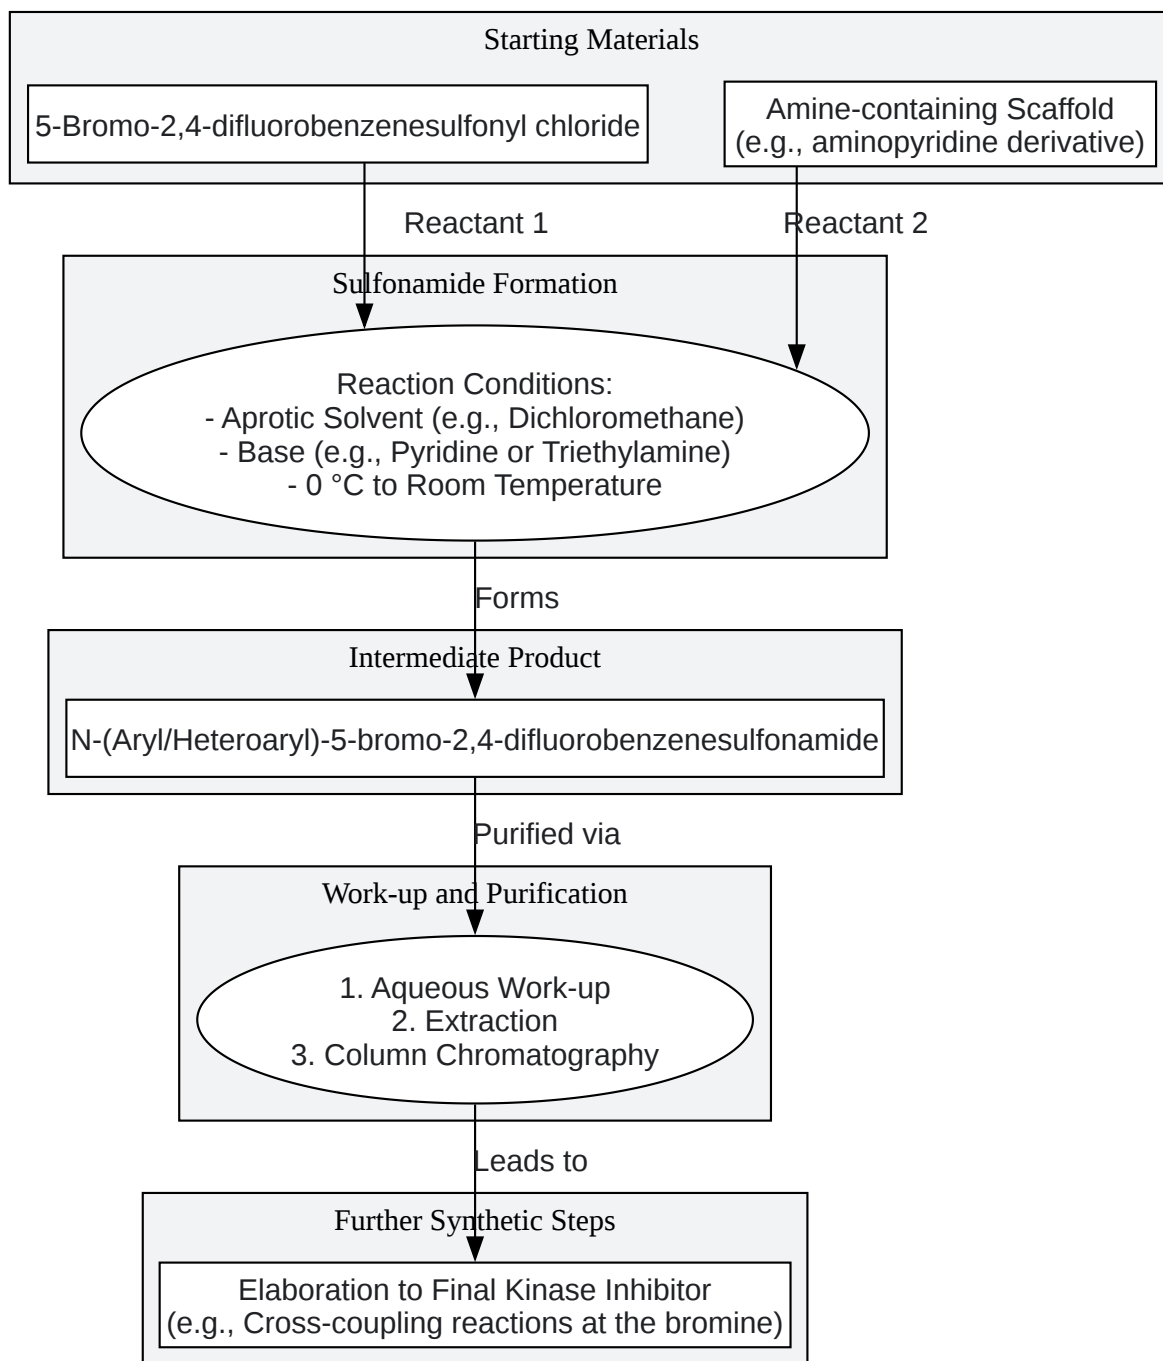 Starting Materials
5-Bromo-2,4-difluorobenzenesulfonyl chloride
Amine-containing Scaffold
(e.g., aminopyridine derivative)
Reactant 1
Reactant 2
Sulfonamide Formation
Reaction Conditions:
- Aprotic Solvent (e.g., Dichloromethane)
- Base (e.g., Pyridine or Triethylamine)
- 0 °C to Room Temperature
Forms
Intermediate Product
N-(Aryl/Heteroaryl)-5-bromo-2,4-difluorobenzenesulfonamide
Purified via
Work-up and Purification
1. Aqueous Work-up
2. Extraction
3. Column Chromatography
Leads to
Further Synthetic Steps
Elaboration to Final Kinase Inhibitor
(e.g., Cross-coupling reactions at the bromine)